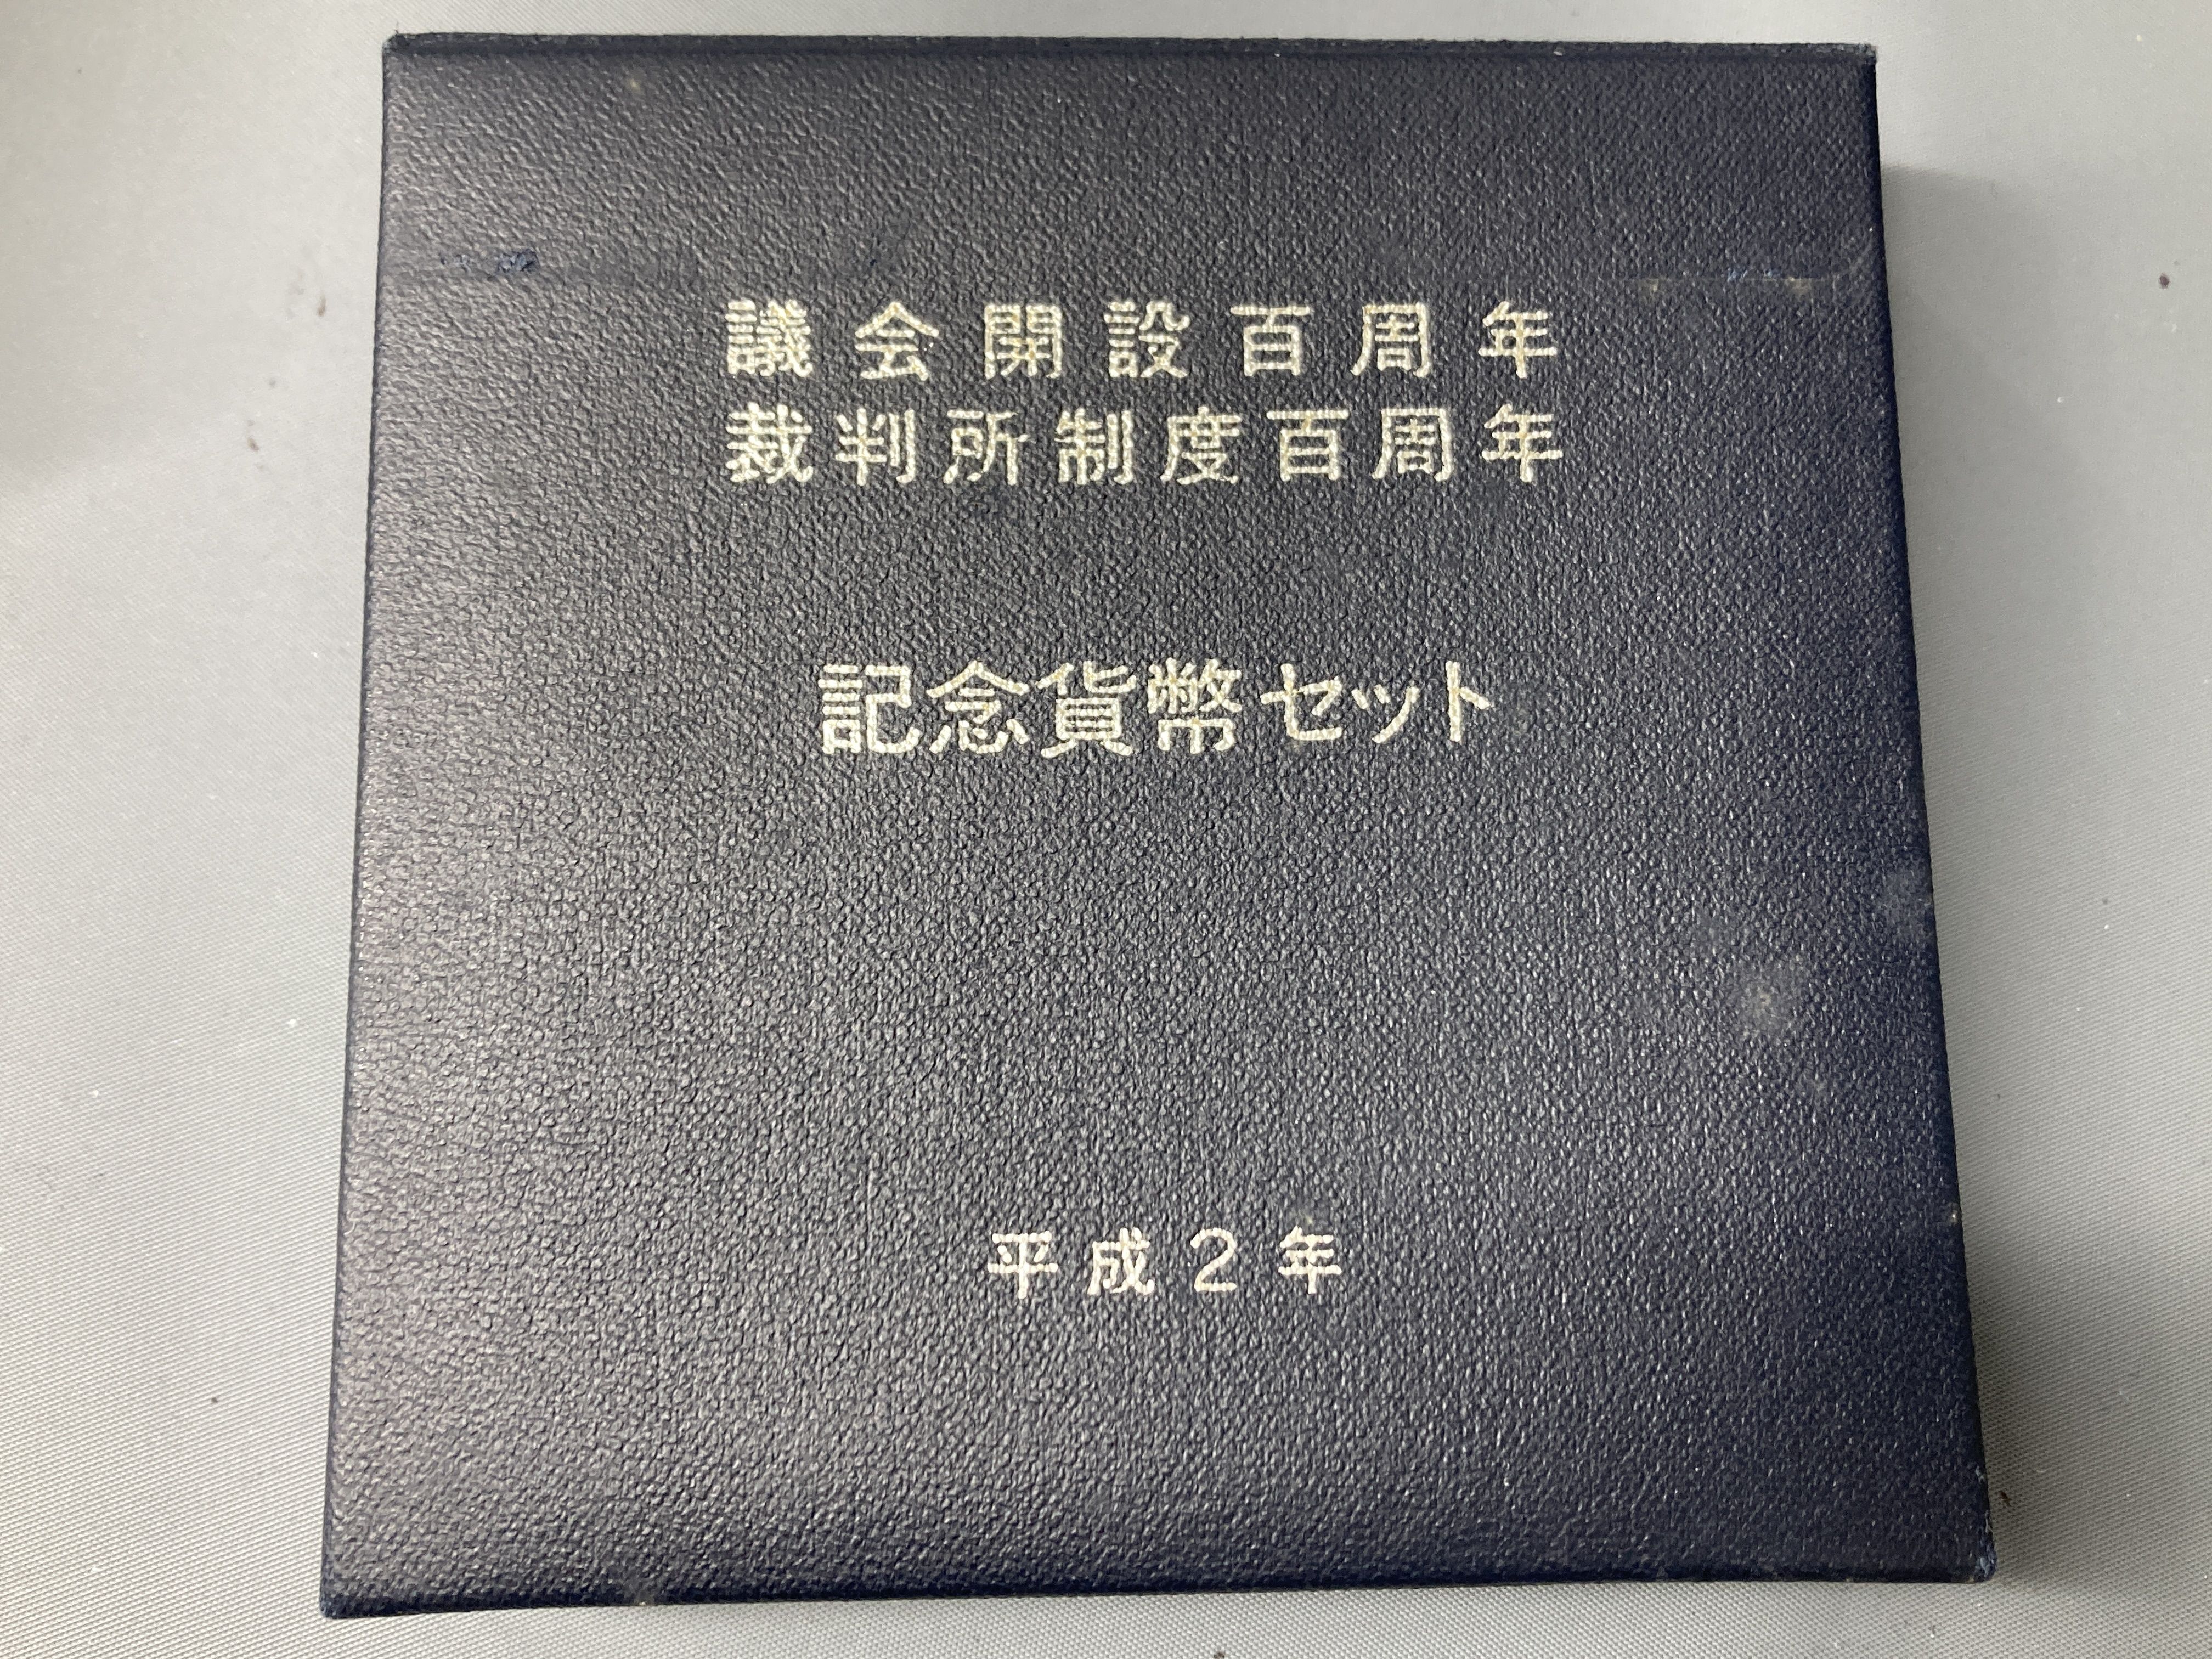 議会開設百周年
裁判所制度百周年
記念貨幣セット
平成2年